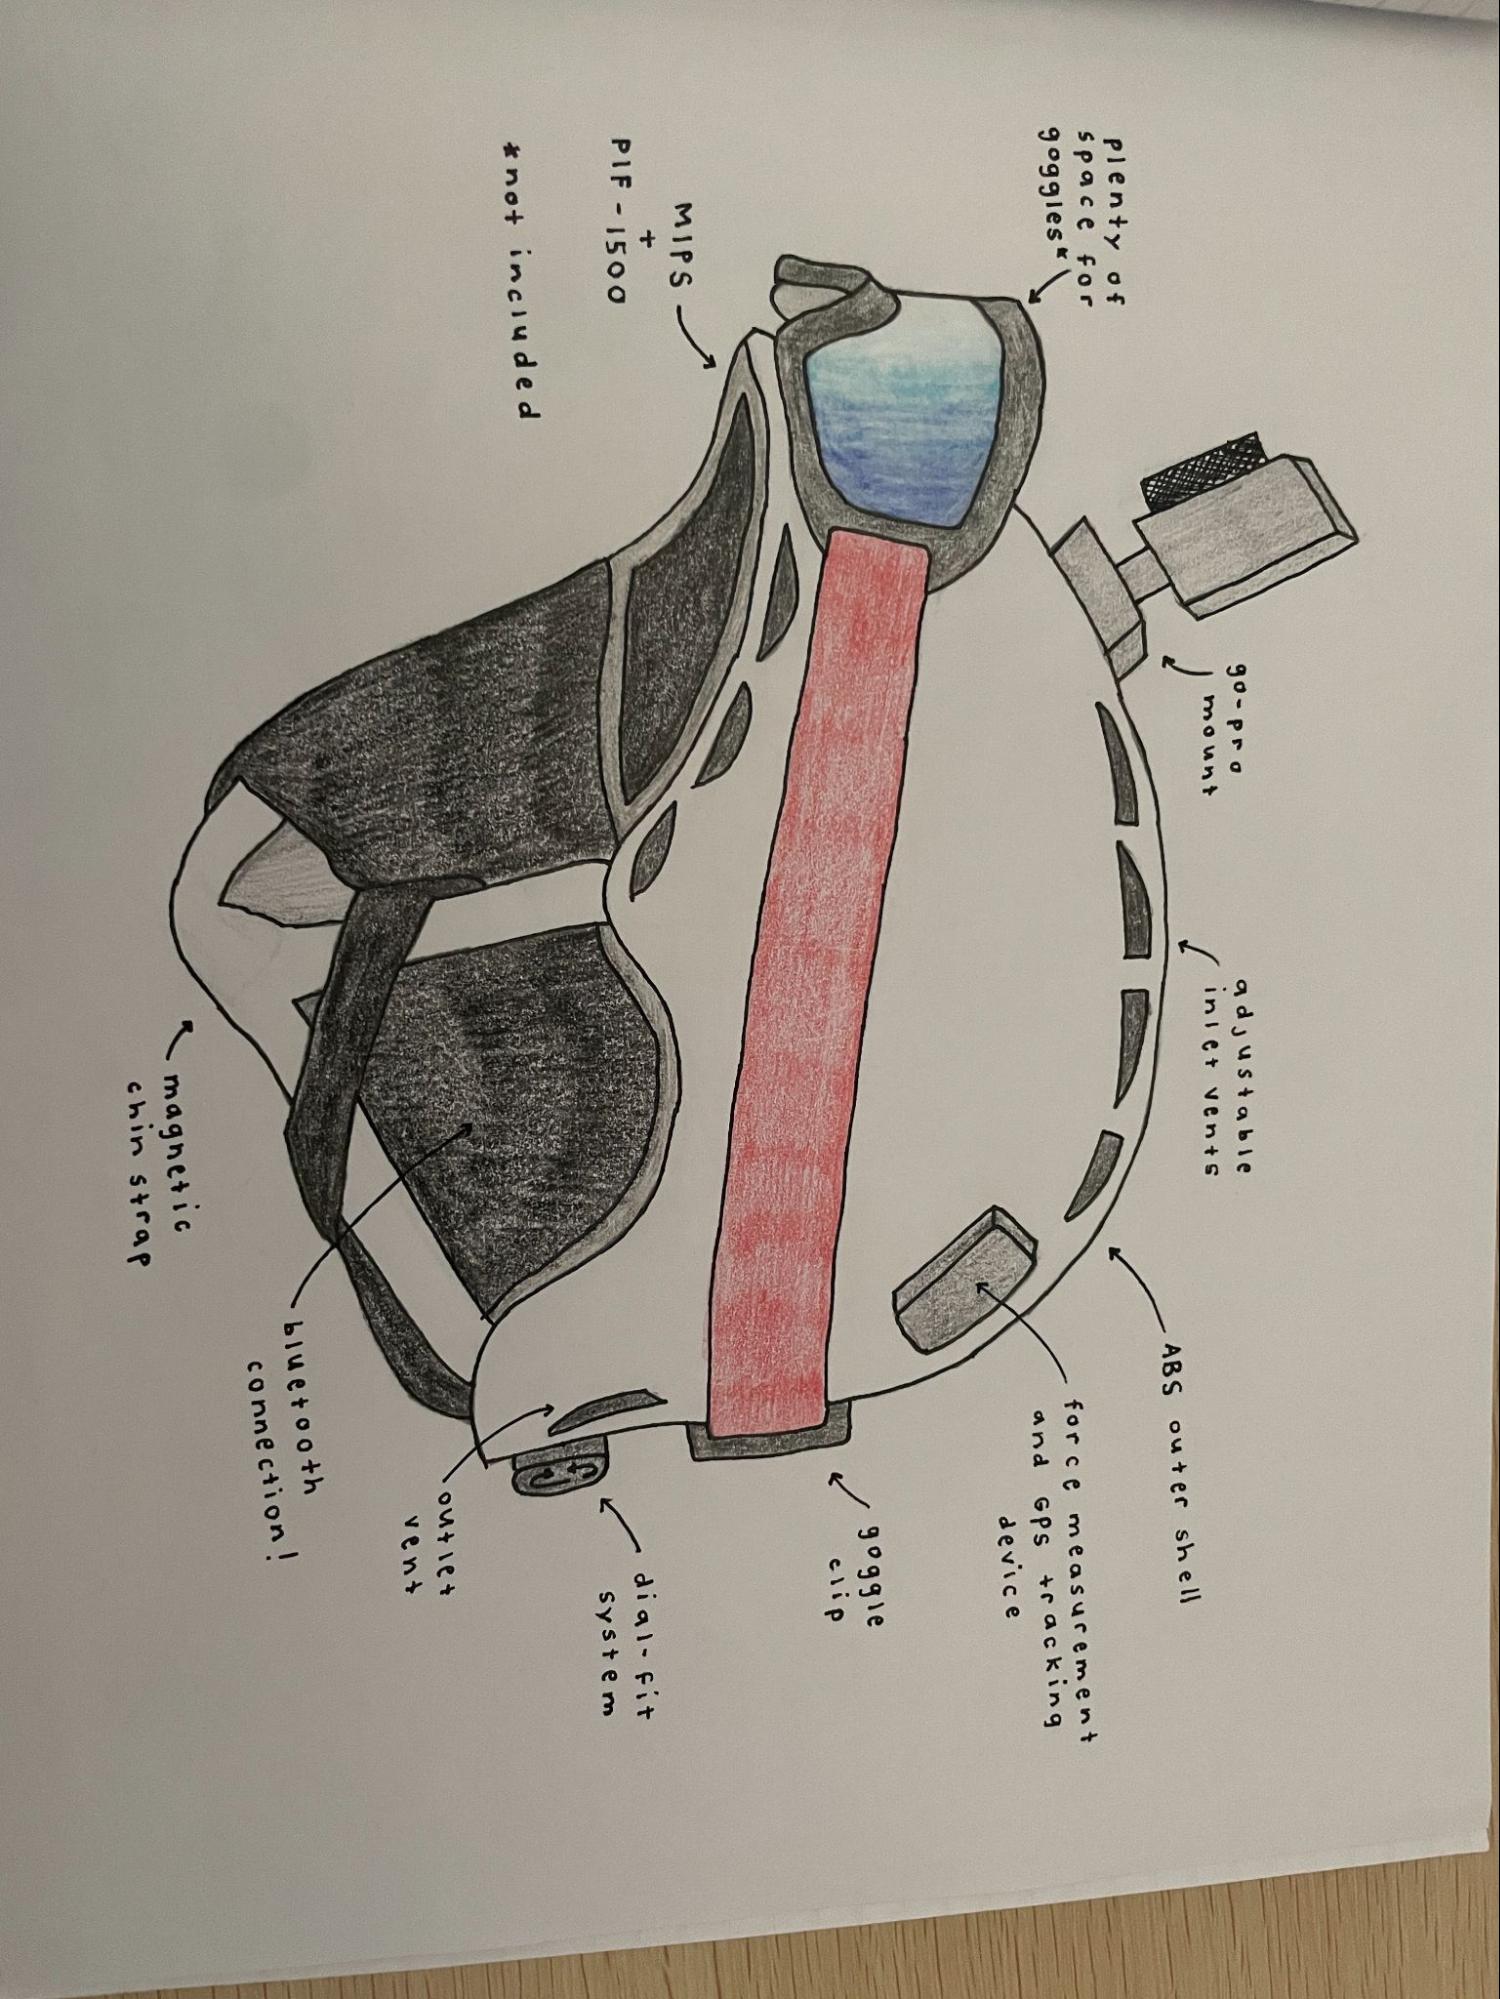 plenty of
space for
goggles*
go-pro
mount
adjustable
inlet vents
ABS outer shell
force measurement
and GPS tracking
device
goggle
clip
dial-fit
system
outlet
vent
bluetooth
connection!
magnetic
chin strap
MIPS
+
PIF-1500
*not included